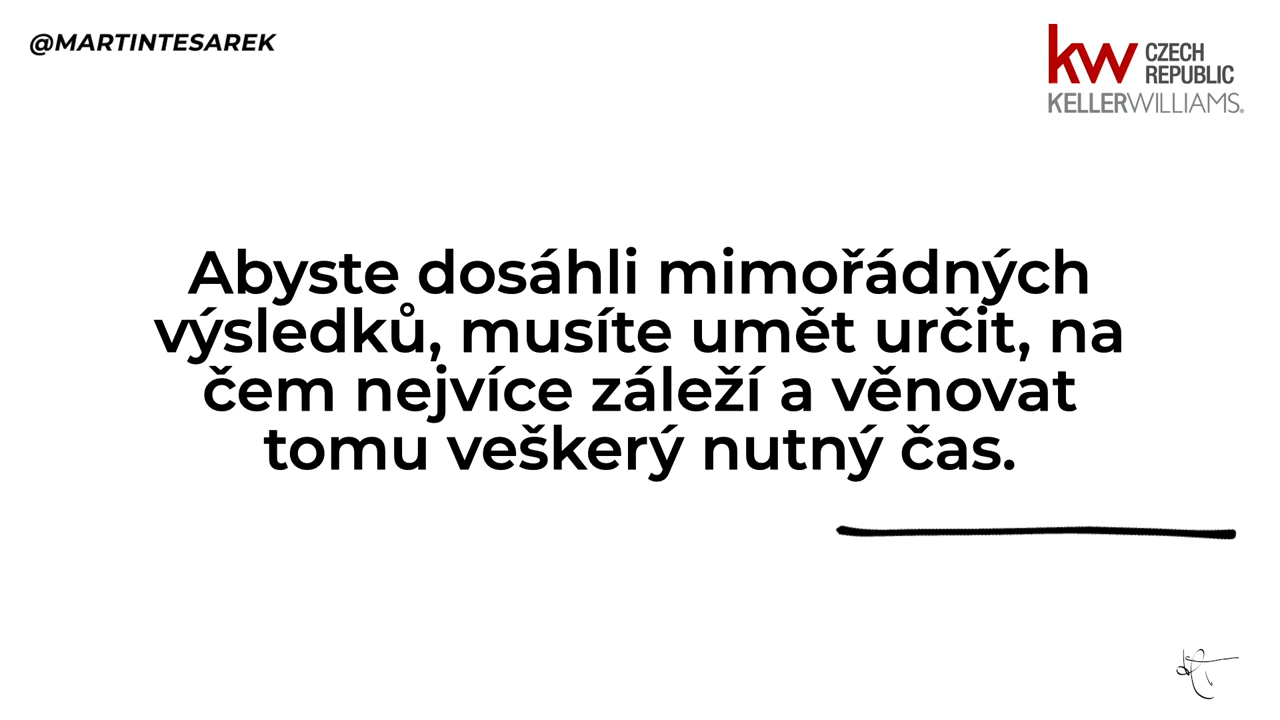 @MARTINTESAREK
kw CZECH
REPUBLIC
KELLERWILLIAMS®
Abyste dosáhli mimořádných
výsledků, musíte umět určit, na
čem nejvíce záleží a věnovat
tomu veškerý nutný čas.